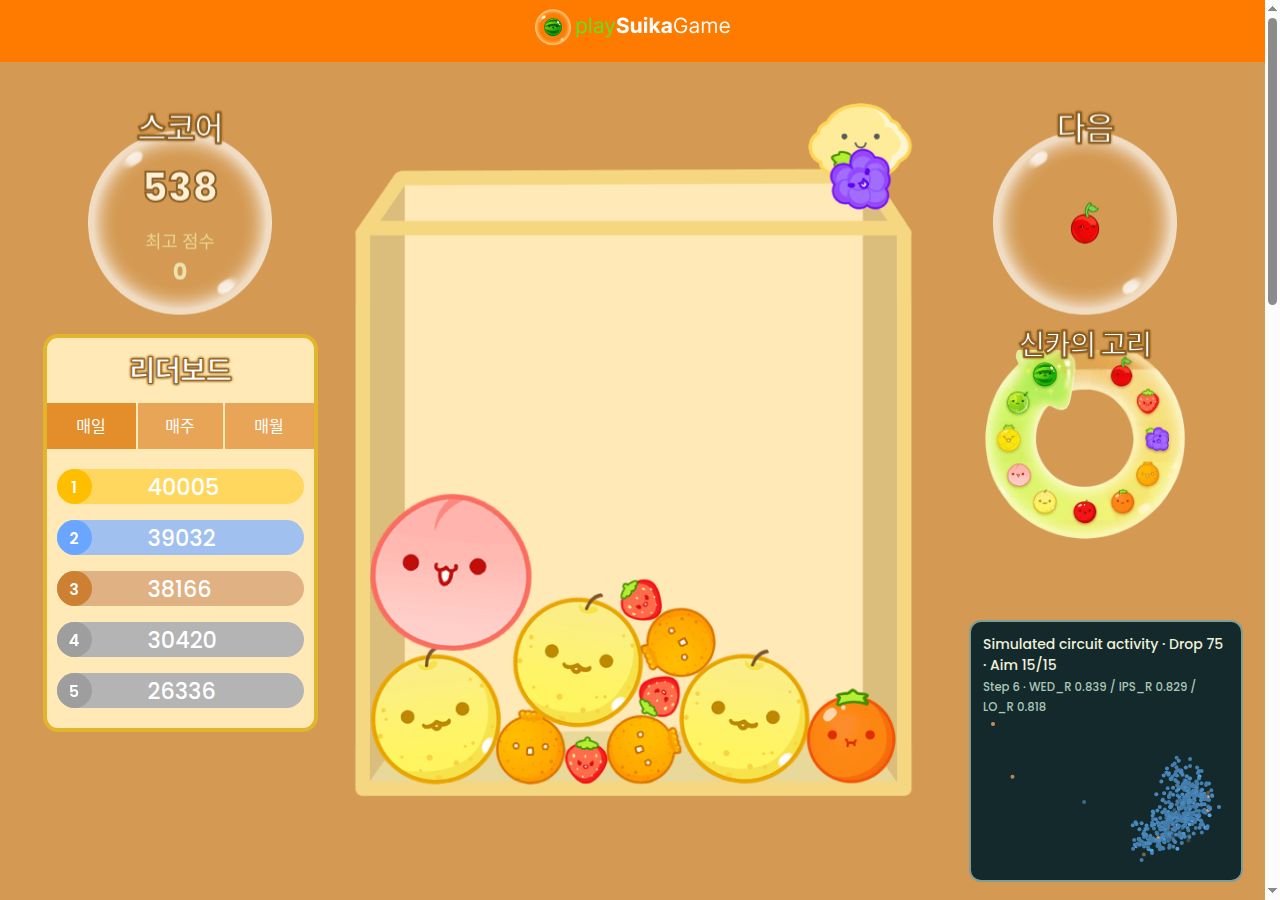 playSuikaGame
스코어
538
최고 점수
0
리더보드
매일
매주
매월
1 40005
2 39032
3 38166
4 30420
5 26336
다음
신카의 고리
Simulated circuit activity · Drop 75
· Aim 15/15
Step 6 · WED_R 0.839 / IPS_R 0.829 /
LO_R 0.818